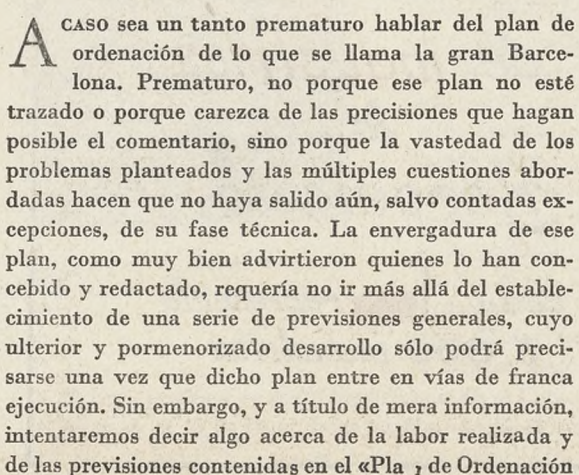 ACASO sea un tanto prematuro hablar del plan de
ordenación de lo que se llama la gran Barce-
lona. Prematuro, no porque ese plan no esté
trazado o porque carezca de las precisiones que hagan
posible el comentario, sino porque la vastedad de los
problemas planteados y las múltiples cuestiones abor-
dadas hacen que no haya salido aún, salvo contadas ex-
cepciones, de su fase técnica. La envergadura de ese
plan, como muy bien advirtieron quienes lo han con-
cebido y redactado, requería no ir más allá del estable-
cimiento de una serie de previsiones generales, cuyo
ulterior y pormenorizado desarrollo sólo podrá preci-
sarse una vez que dicho plan entre en vías de franca
ejecución. Sin embargo, y a título de mera información,
intentaremos decir algo acerca de la labor realizada y
de las previsiones contenidas en el «Pla de Ordenación